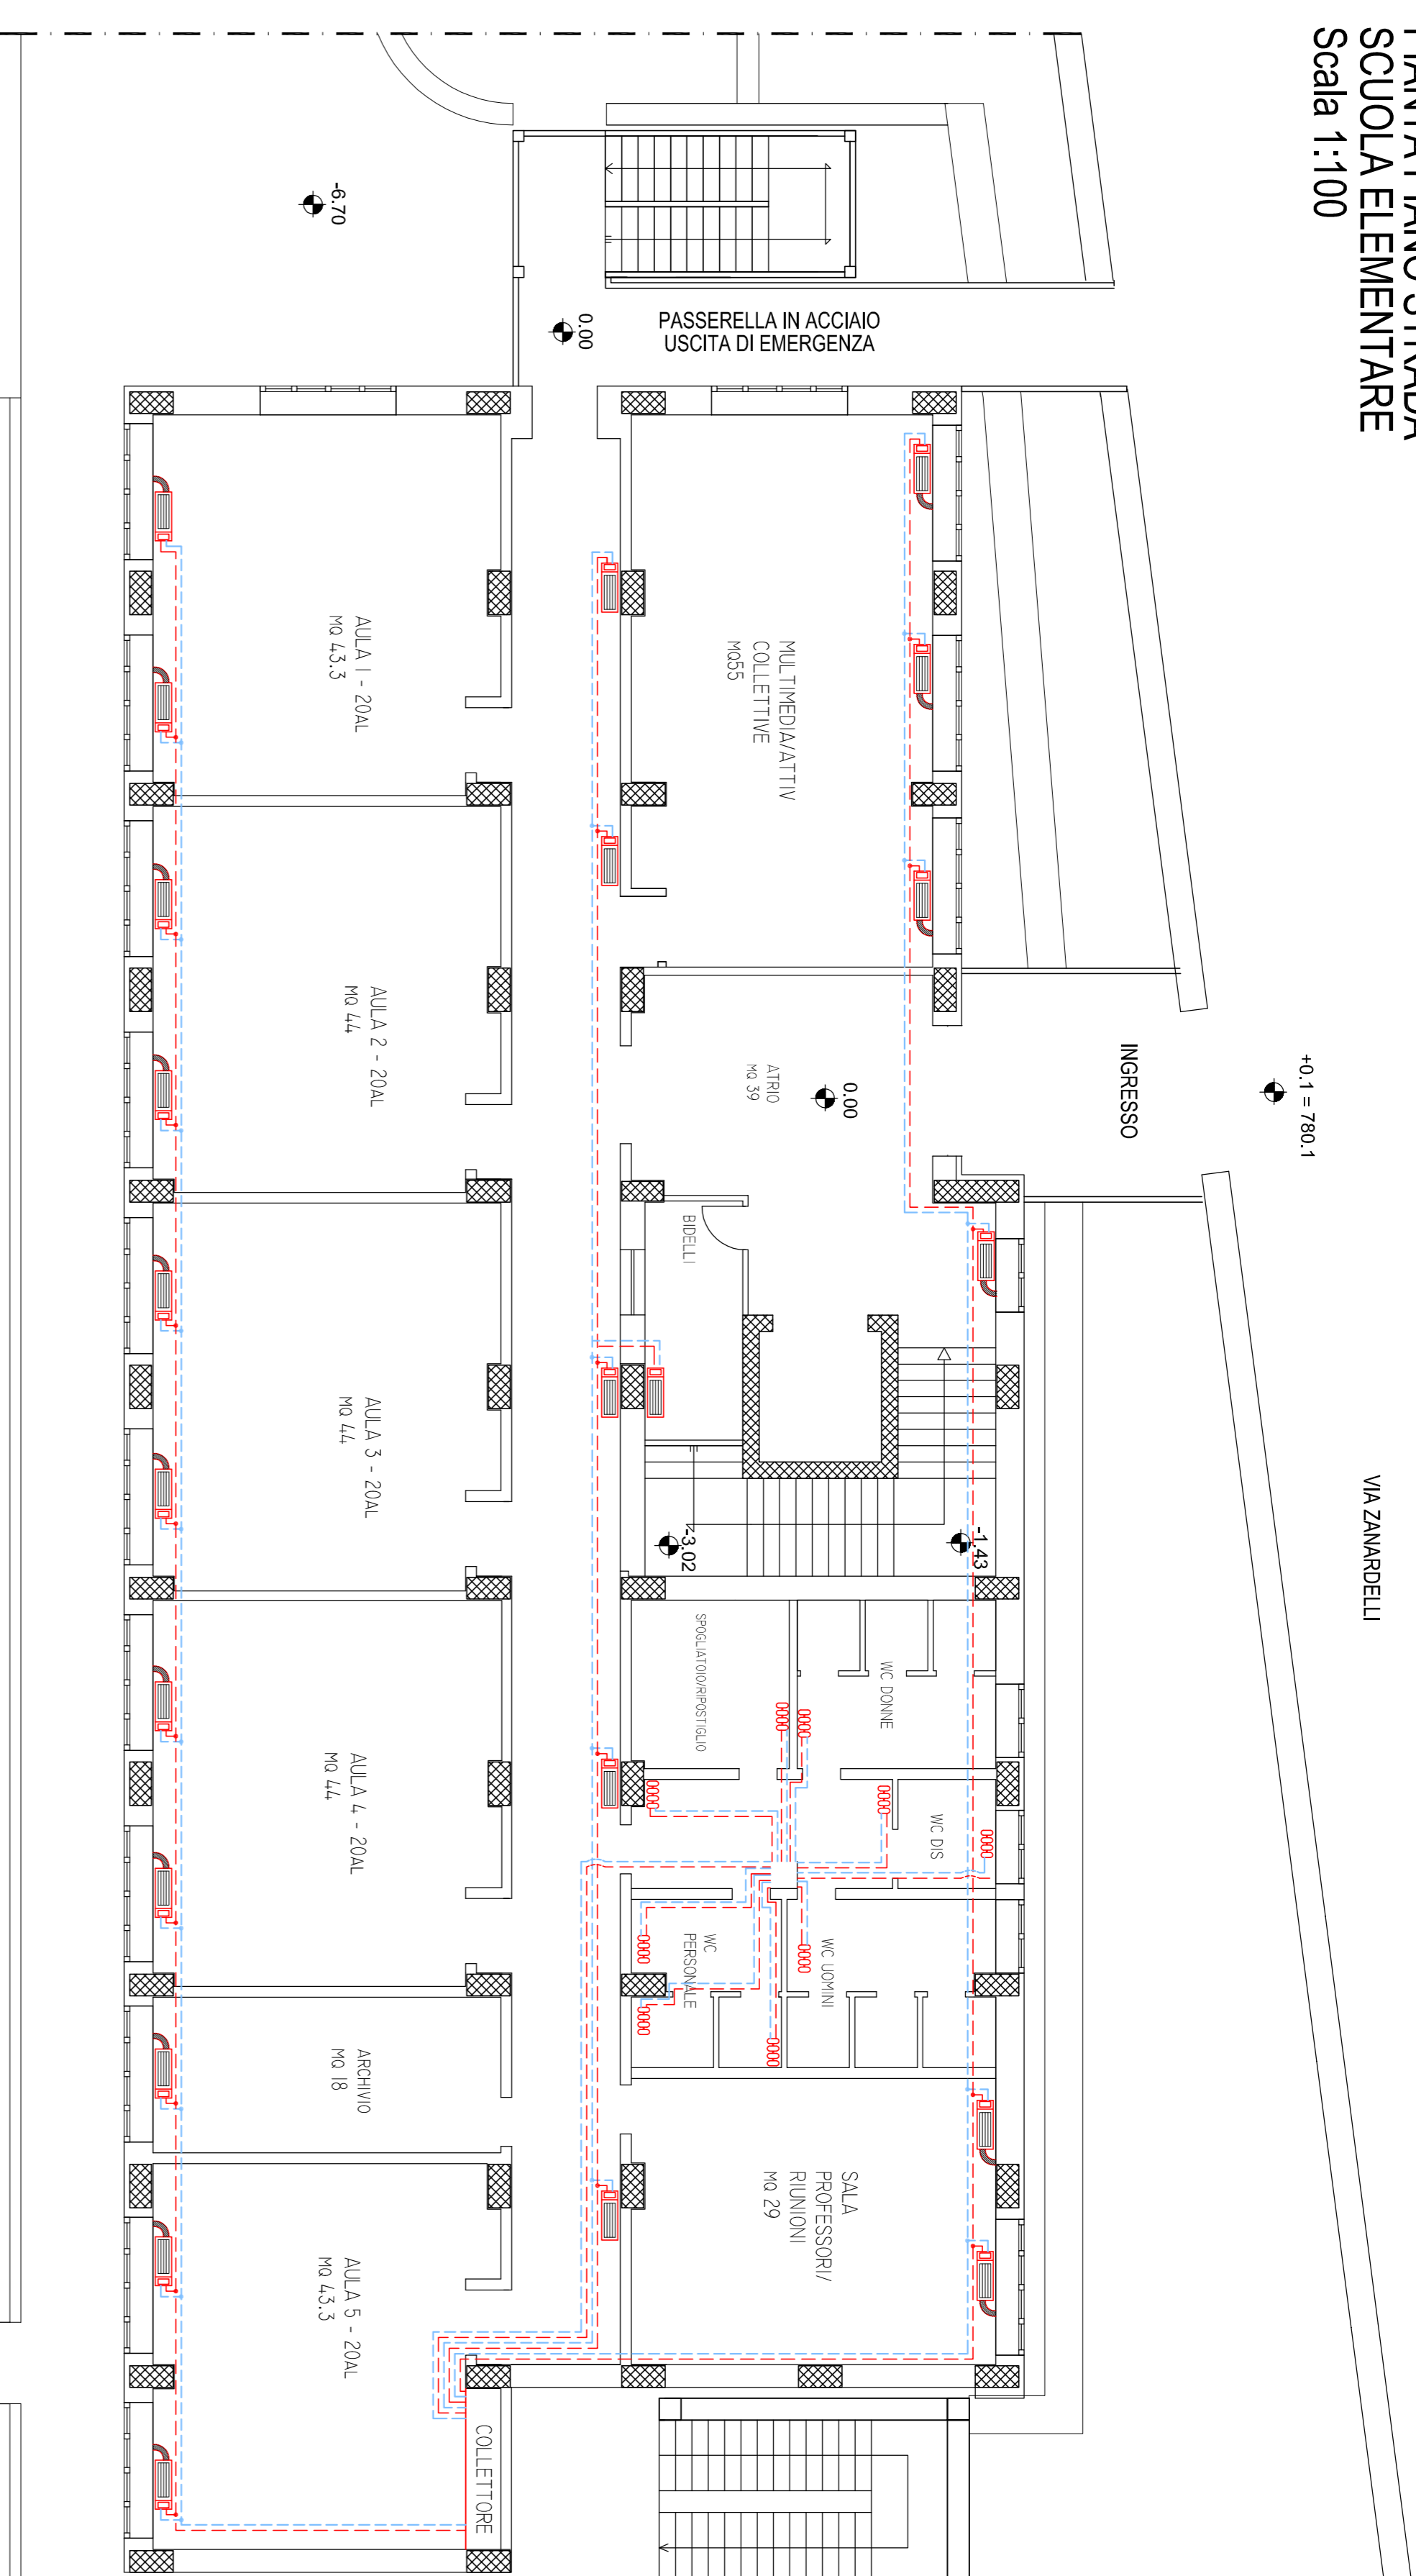 PIANTA PIANO STRADA
SCUOLA ELEMENTARE
Scala 1:100
VIA ZANARDELLI
+0.1 = 780.1
INGRESSO
PASSERELLA IN ACCIAIO
USCITA DI EMERGENZA
-6.70
0.00
MULTIMEDIA/ATTIV
COLLETTIVE
MQ55
0.00
ATRIO
MQ 39
BIDELLI
-1.43
-3.02
SPOGLIATOIO/RIPOSTIGLIO
WC DONNE
WC DIS
WC UOMINI
WC
PERSONALE
SALA
PROFESSORI/
RIUNIONI
MQ 29
AULA 1 - 20AL
MQ 43.3
AULA 2 - 20AL
MQ 44
AULA 3 - 20AL
MQ 44
AULA 4 - 20AL
MQ 44
ARCHIVIO
MQ 18
AULA 5 - 20AL
MQ 43.3
COLLETTORE